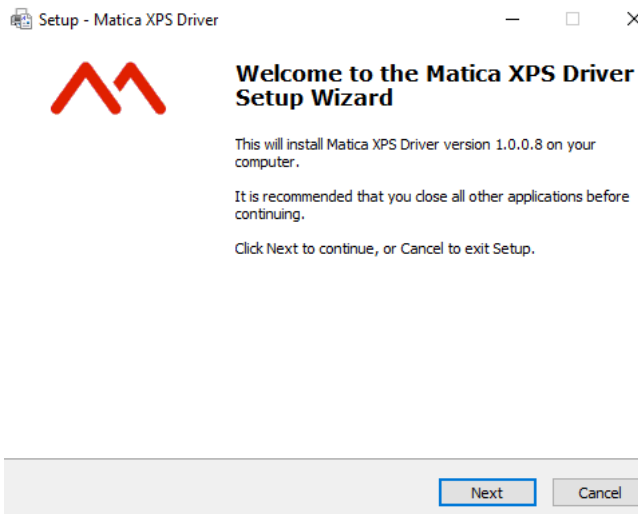 Setup - Matica XPS Driver
Welcome to the Matica XPS Driver
Setup Wizard
This will install Matica XPS Driver version 1.0.0.8 on your
computer.
It is recommended that you close all other applications before
continuing.
Click Next to continue, or Cancel to exit Setup.
Next
Cancel